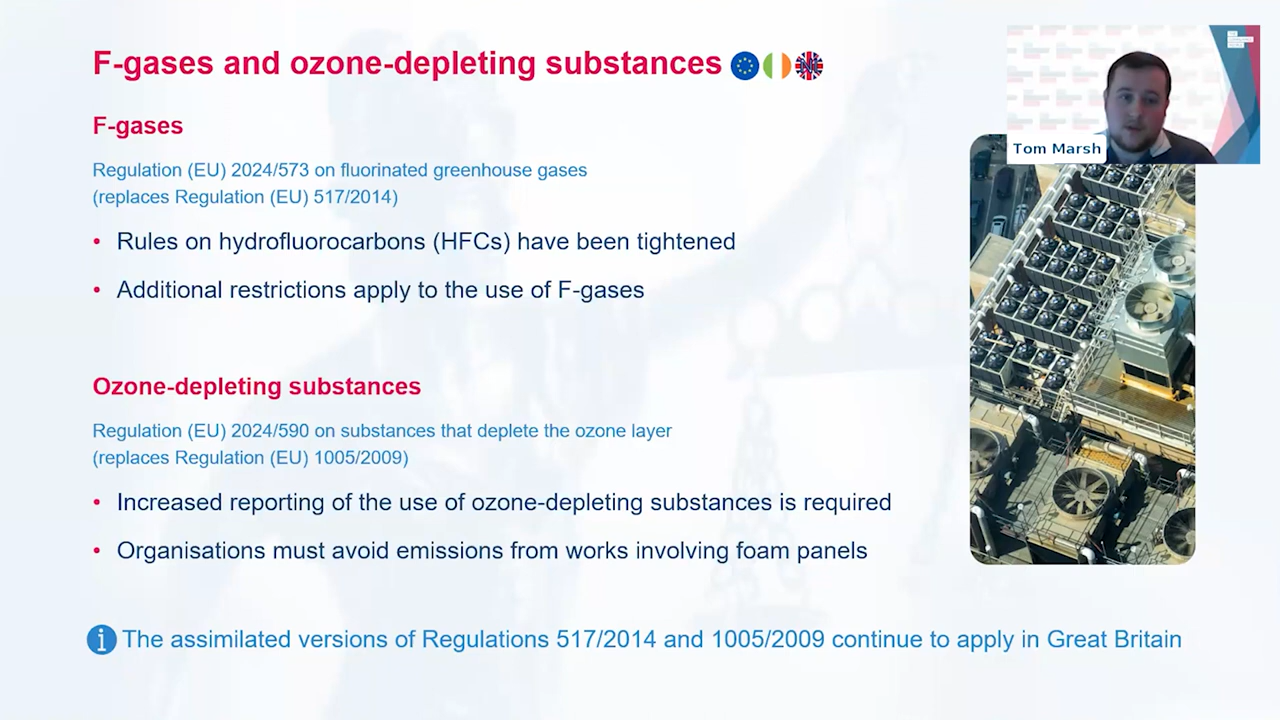 F-gases and ozone-depleting substances
NI
F-gases
Regulation (EU) 2024/573 on fluorinated greenhouse gases
(replaces Regulation (EU) 517/2014)
• Rules on hydrofluorocarbons (HFCs) have been tightened
• Additional restrictions apply to the use of F-gases
Tom Marsh
Ozone-depleting substances
Regulation (EU) 2024/590 on substances that deplete the ozone layer
(replaces Regulation (EU) 1005/2009)
• Increased reporting of the use of ozone-depleting substances is required
• Organisations must avoid emissions from works involving foam panels
i The assimilated versions of Regulations 517/2014 and 1005/2009 continue to apply in Great Britain